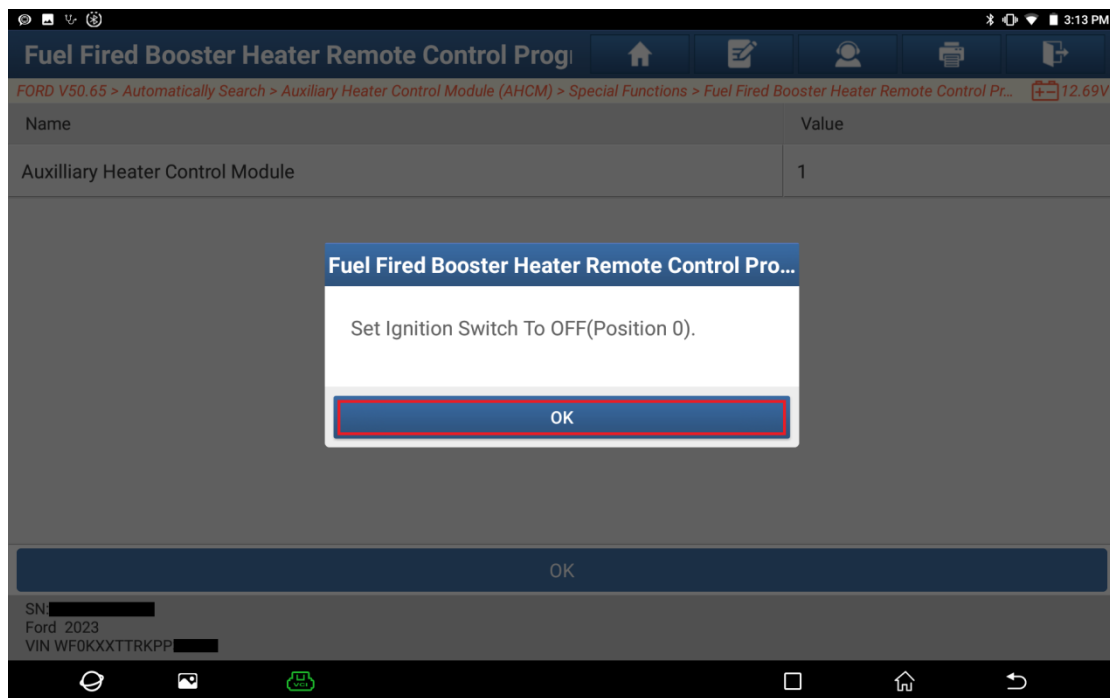 3:13 PM
Fuel Fired Booster Heater Remote Control Progr
FORD V50.65 > Automatically Search > Auxiliary Heater Control Module (AHCM) > Special Functions > Fuel Fired Booster Heater Remote Control Pr... 12.69V
Name Value
Auxilliary Heater Control Module 1
Fuel Fired Booster Heater Remote Control Pro...
Set Ignition Switch To OFF(Position 0).
OK
OK
SN:
Ford 2023
VIN WF0KXXTTRKPP
VCI